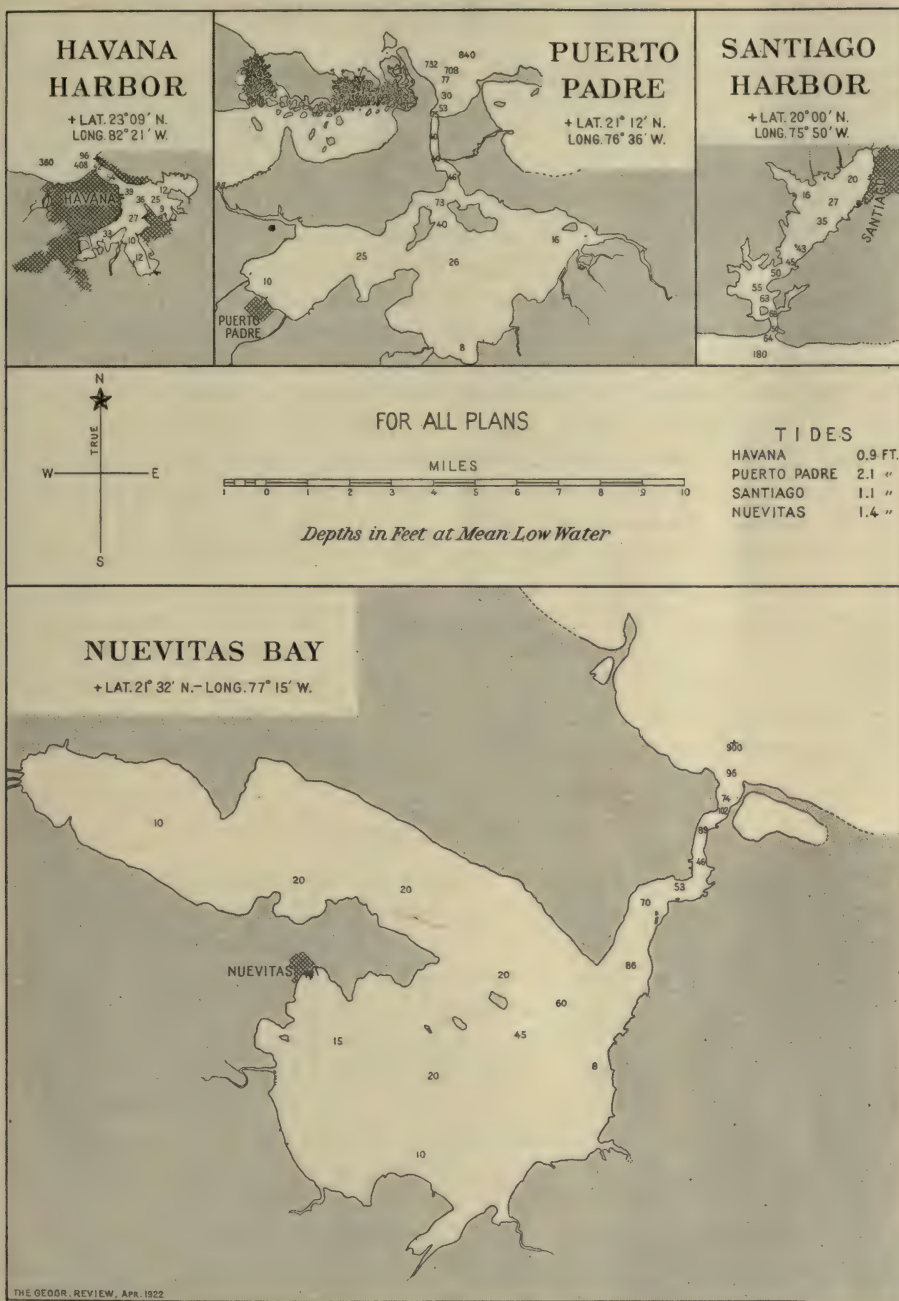 HAVANA
HARBOR
+ LAT. 23°09′ N.
LONG. 82°21′ W.
380
96
408
HAVANA
39
36
25
12
9
27
33
10
12
PUERTO
PADRE
+ LAT. 21° 12′ N.
LONG. 76° 36′ W.
840
732
708
77
30
53
73
40
16
25
26
10
PUERTO
PADRE
8
SANTIAGO
HARBOR
+ LAT. 20°00′ N.
LONG. 75° 50′ W.
20
16
27
35
SANTIAGO
43
45
50
55
63
64
180
N
TRUE
W
E
S
FOR ALL PLANS
MILES
1 0 1 2 3 4 5 6 7 8 9 10
Depths in Feet at Mean Low Water
TIDES
HAVANA 0.9 FT.
PUERTO PADRE 2.1 "
SANTIAGO 1.1 "
NUEVITAS 1.4 "
NUEVITAS BAY
+ LAT. 21° 32′ N.– LONG. 77° 15′ W.
900
96
74
102
89
46
53
70
10
20
20
86
NUEVITAS
20
60
45
15
8
20
10
THE GEOGR. REVIEW, APR. 1922